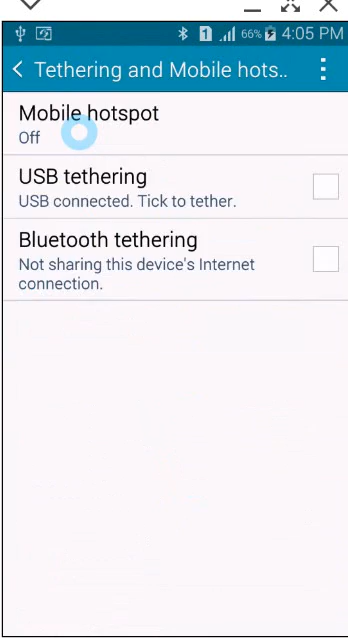 1 66% 4:05 PM
Tethering and Mobile hots..
Mobile hotspot
Off
USB tethering
USB connected. Tick to tether.
Bluetooth tethering
Not sharing this device's Internet
connection.